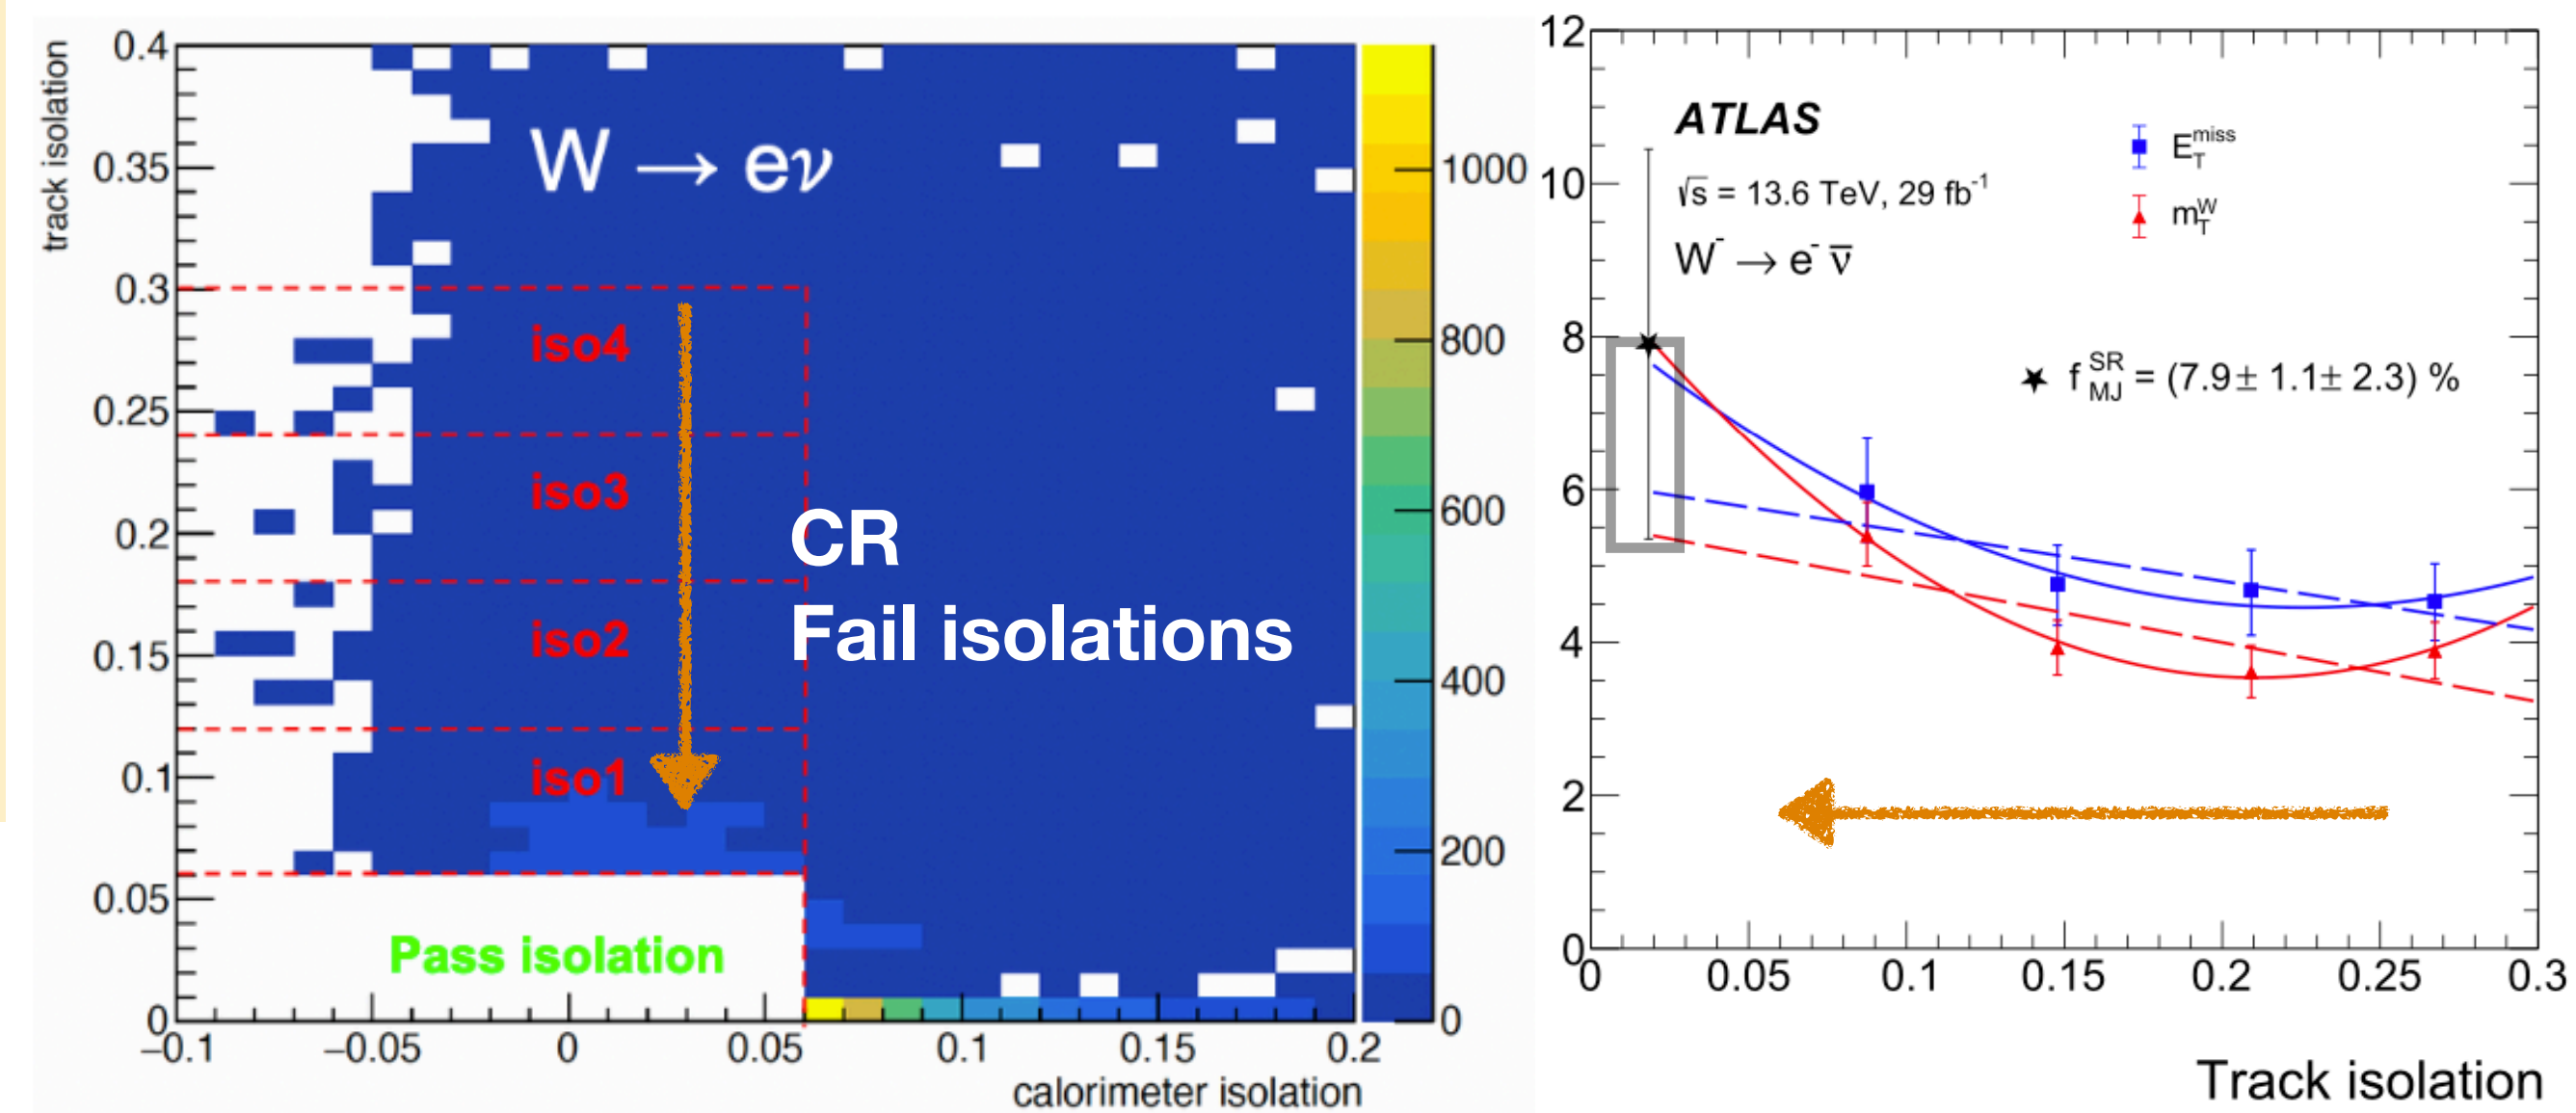 track isolation
0.4
0.35
0.3
0.25
0.2
0.15
0.1
0.05
0
W → eν
iso4
iso3
iso2
iso1
CR
Fail isolations
Pass isolation
−0.1 −0.05 0 0.05 0.1 0.15 0.2
calorimeter isolation
1000
800
600
400
200
0
12
10
8
6
4
2
0
ATLAS
√s = 13.6 TeV, 29 fb⁻¹
W⁻ → e⁻ ν̅
E_T^miss
m_T^W
★ f_MJ^SR = (7.9± 1.1± 2.3) %
0 0.05 0.1 0.15 0.2 0.25 0.3
Track isolation